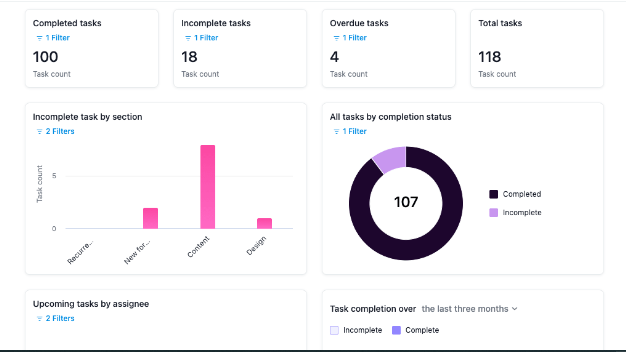 Completed tasks
1 Filter
100
Task count
Incomplete tasks
1 Filter
18
Task count
Overdue tasks
1 Filter
4
Task count
Total tasks
118
Task count
Incomplete task by section
2 Filters
Task count
5
0
Recurre...
New for...
Content
Design
All tasks by completion status
1 Filter
107
Completed
Incomplete
Upcoming tasks by assignee
2 Filters
Task completion over the last three months
Incomplete
Complete